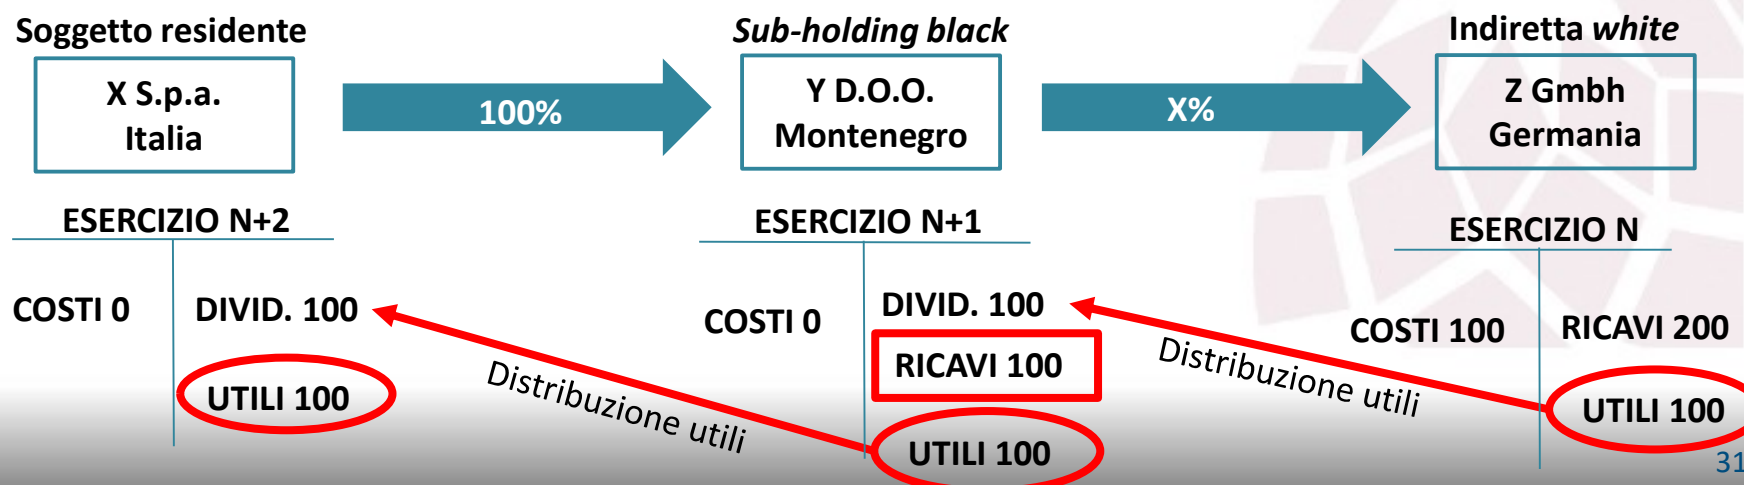 Soggetto residente
X S.p.a.
Italia
100%
Sub-holding black
Y D.O.O.
Montenegro
X%
Indiretta white
Z Gmbh
Germania
ESERCIZIO N+2
COSTI 0
DIVID. 100
UTILI 100
Distribuzione utili
ESERCIZIO N+1
COSTI 0
DIVID. 100
RICAVI 100
UTILI 100
Distribuzione utili
ESERCIZIO N
COSTI 100
RICAVI 200
UTILI 100
31